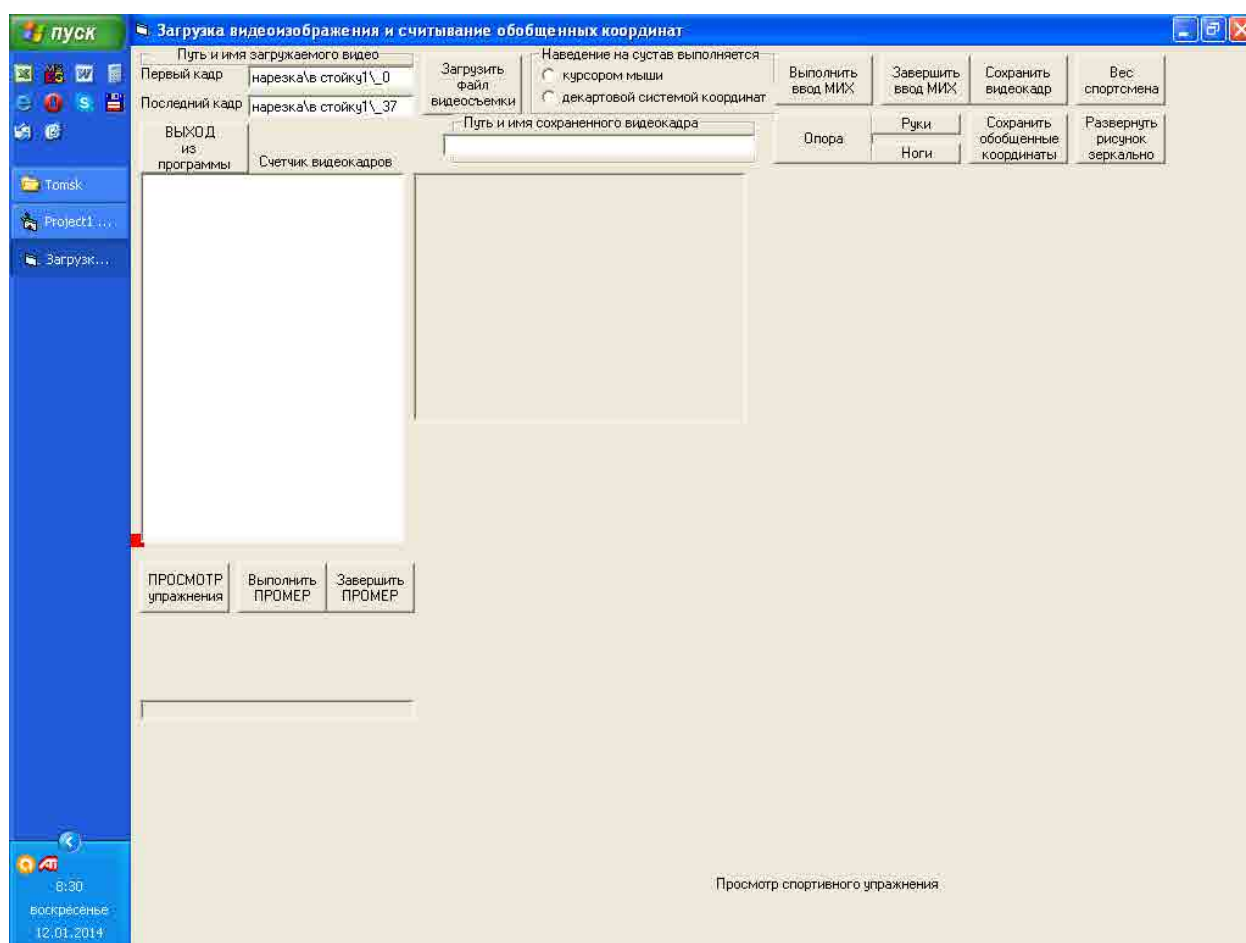 пуск
Загрузка видеоизображения и считывание обобщенных координат
Путь и имя загружаемого видео
Первый кадр
нарезка\в стойку1\_0
Последний кадр
нарезка\в стойку1\_37
Загрузить
файл
видеосъемки
Наведение на сустав выполняется
курсором мыши
декартовой системой координат
Выполнить
ввод МИХ
Завершить
ввод МИХ
Сохранить
видеокадр
Вес
спортсмена
ВЫХОД
из
программы
Счетчик видеокадров
Путь и имя сохраненного видеокадра
Опора
Руки
Ноги
Сохранить
обобщенные
координаты
Развернуть
рисунок
зеркально
Tomsk
Project1 ...
Загрузк...
ПРОСМОТР
упражнения
Выполнить
ПРОМЕР
Завершить
ПРОМЕР
Просмотр спортивного упражнения
8:30
воскресенье
12.01.2014